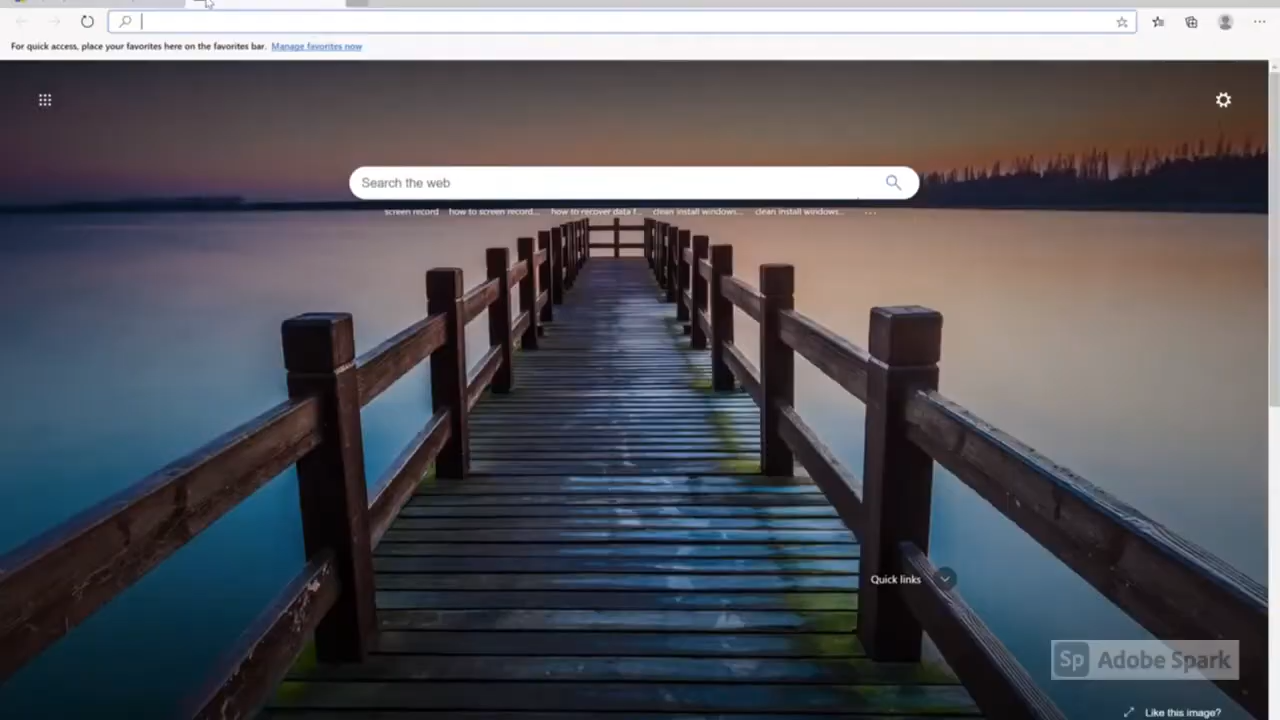 For quick access, place your favorites here on the favorites bar. Manage favorites now
Search the web
screen record how to screen record... how to recover data f... clean install windows... clean install windows... ...
Quick links
Sp Adobe Spark
Like this image?